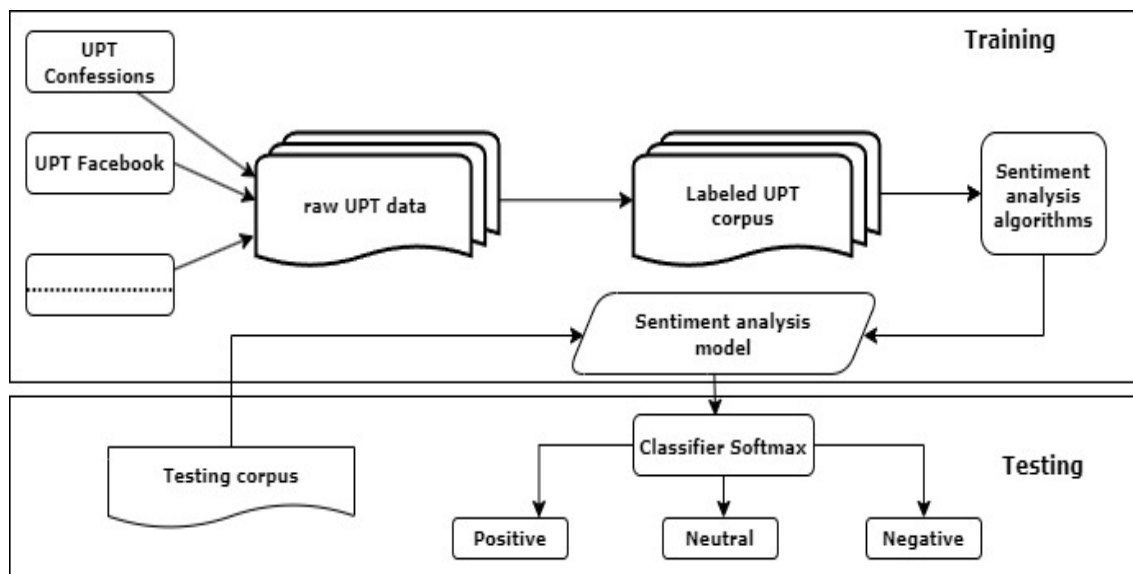 Training
UPT
Confessions
UPT Facebook
raw UPT data
Labeled UPT
corpus
Sentiment
analysis
algorithms
Sentiment analysis
model
Testing
Testing corpus
Classifier Softmax
Positive
Neutral
Negative